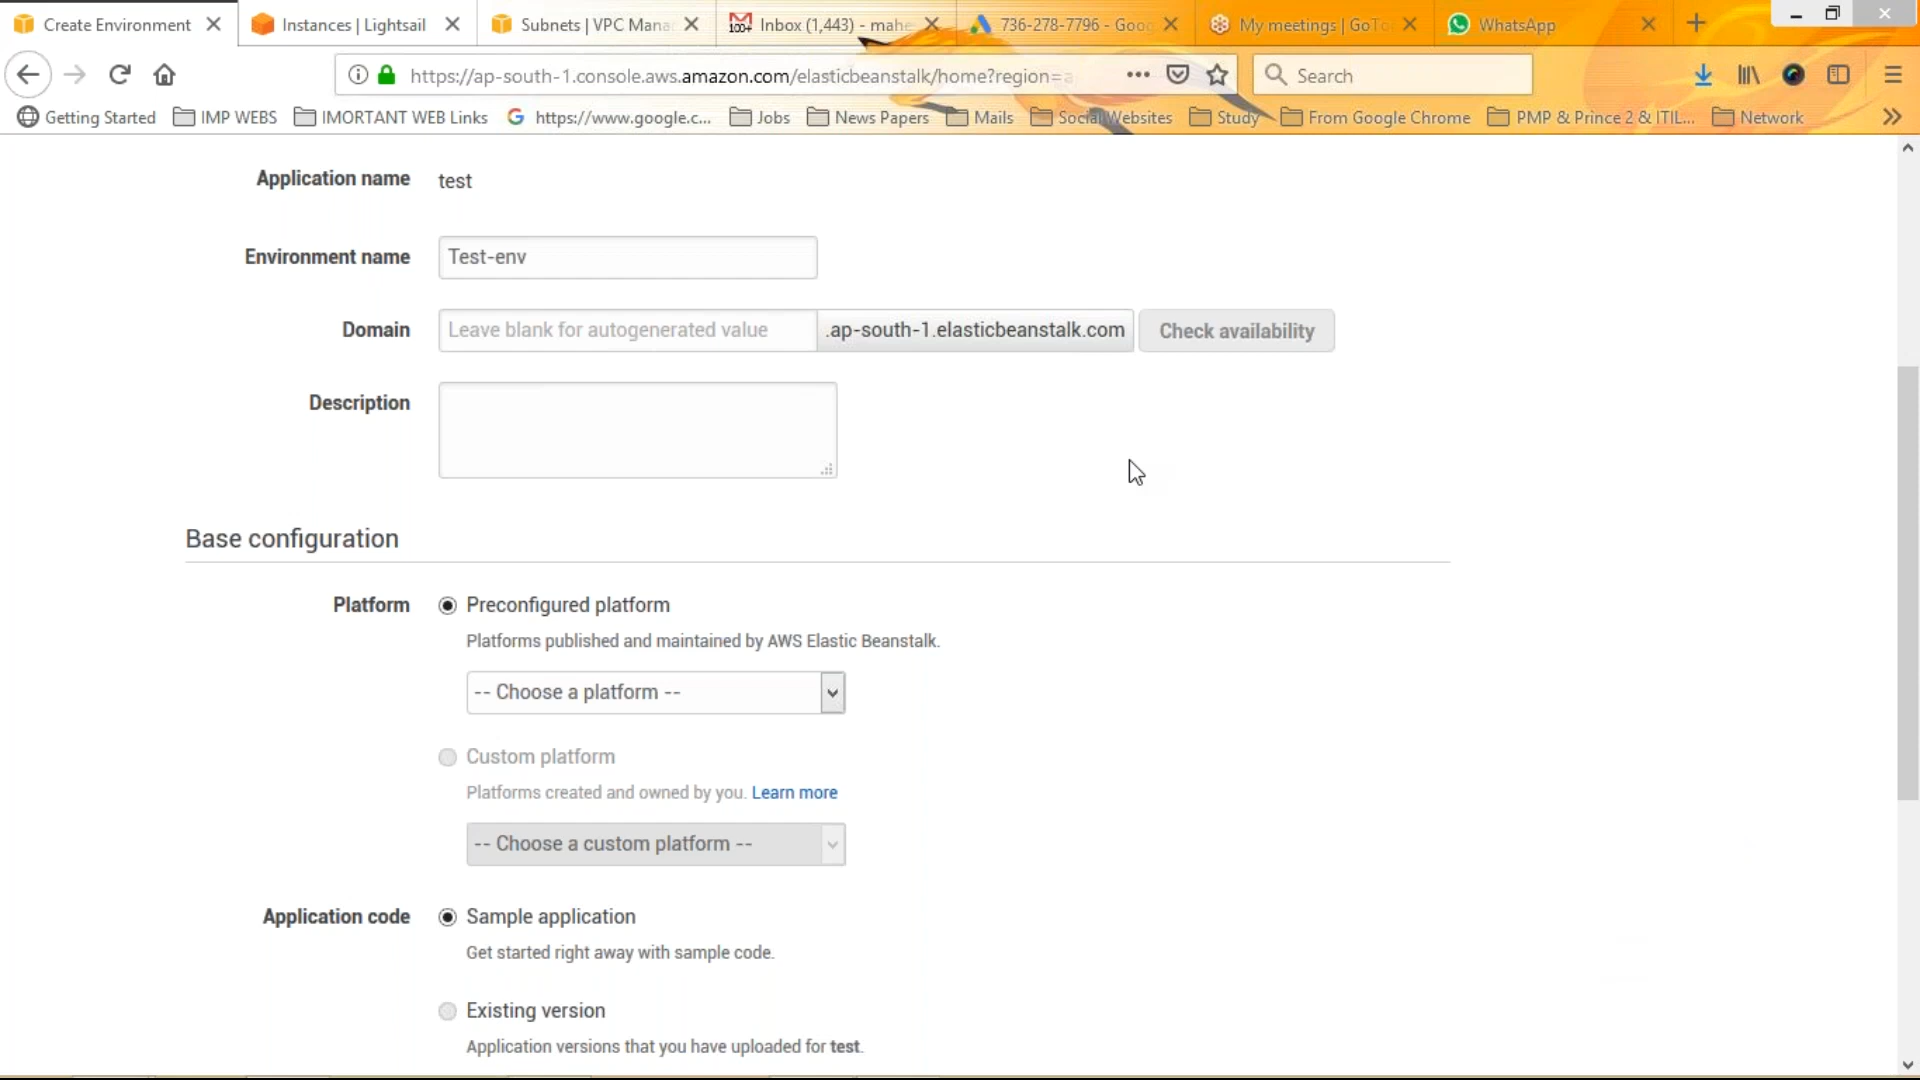 Create Environment
Instances | Lightsail
Subnets | VPC Mana
Inbox (1,443) - mahe
736-278-7796 - Goog
My meetings | GoTo
WhatsApp
https://ap-south-1.console.aws.amazon.com/elasticbeanstalk/home?region=a
Search
Getting Started
IMP WEBS
IMORTANT WEB Links
https://www.google.c...
Jobs
News Papers
Mails
Social Websites
Study
From Google Chrome
PMP & Prince 2 & ITIL...
Network
Application name test
Environment name Test-env
Domain Leave blank for autogenerated value .ap-south-1.elasticbeanstalk.com Check availability
Description
Base configuration
Platform Preconfigured platform
Platforms published and maintained by AWS Elastic Beanstalk.
-- Choose a platform --
Custom platform
Platforms created and owned by you. Learn more
-- Choose a custom platform --
Application code Sample application
Get started right away with sample code.
Existing version
Application versions that you have uploaded for test.